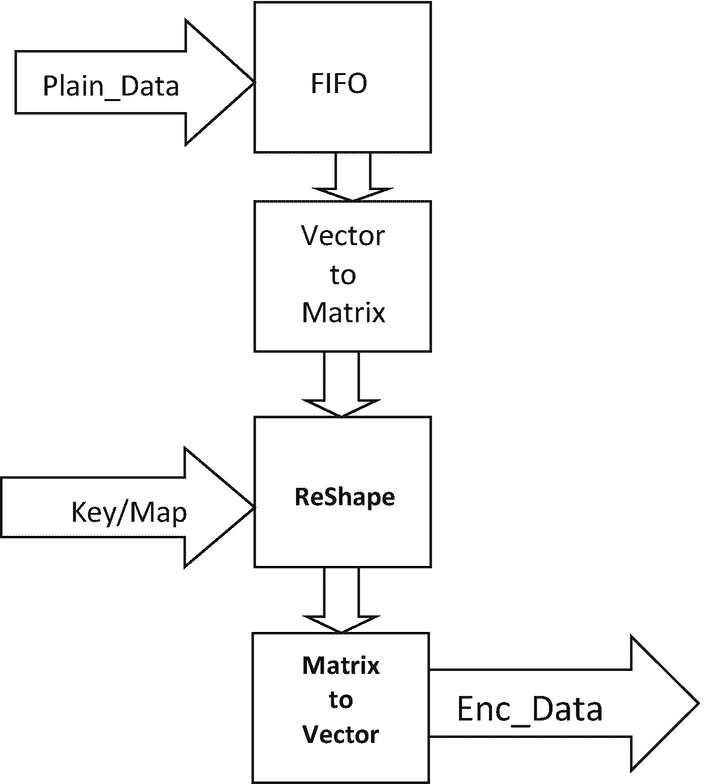 Plain_Data
FIFO
Vector
to
Matrix
Key/Map
ReShape
Matrix
to
Vector
Enc_Data